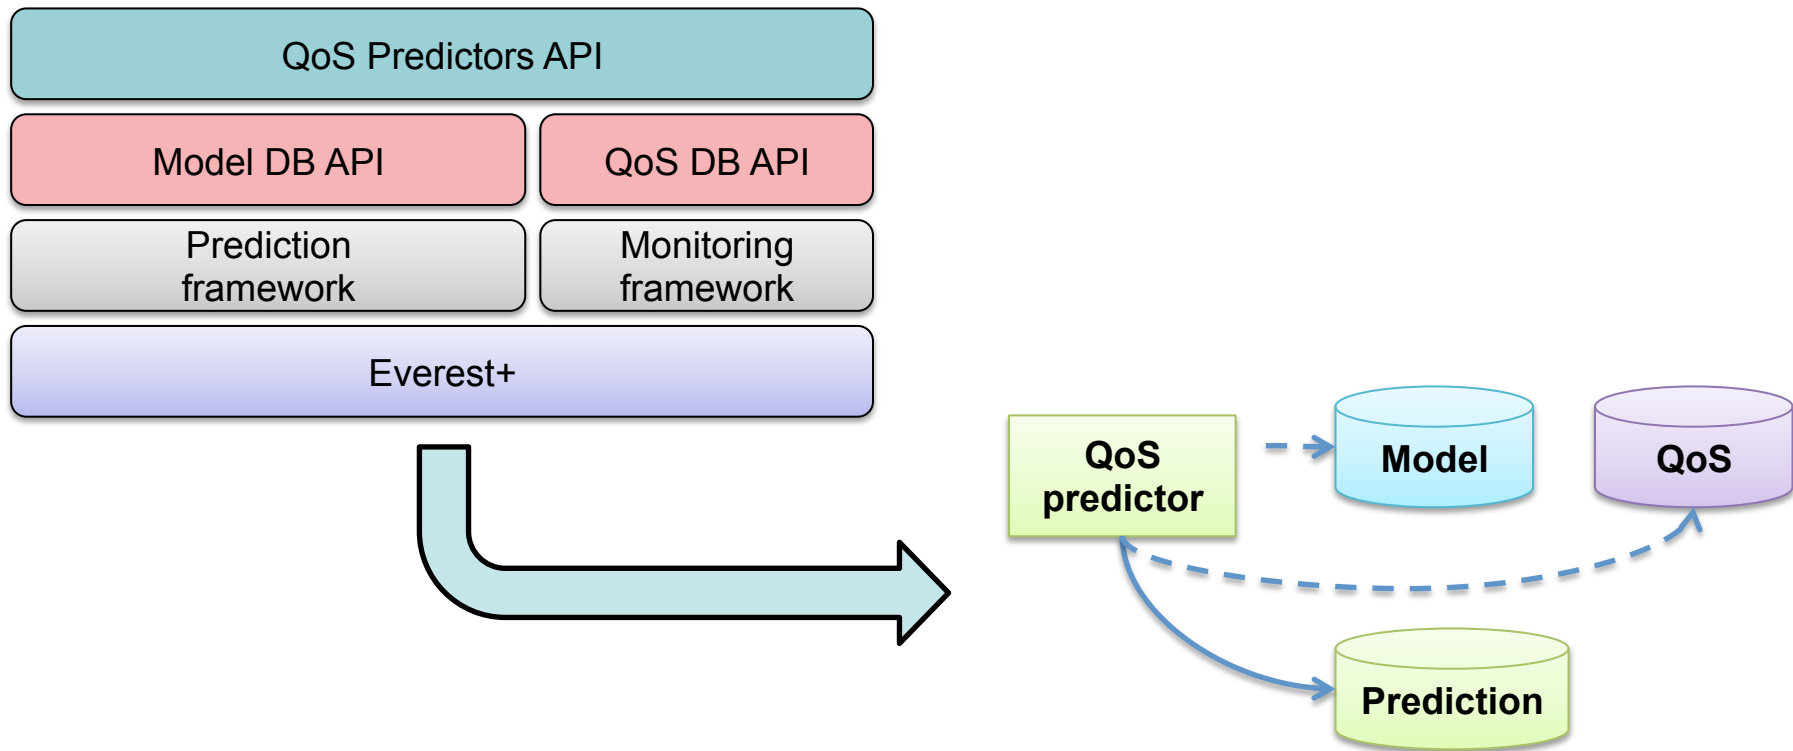 QoS Predictors API
Model DB API
QoS DB API
Prediction
framework
Monitoring
framework
Everest+
QoS
predictor
Model
QoS
Prediction